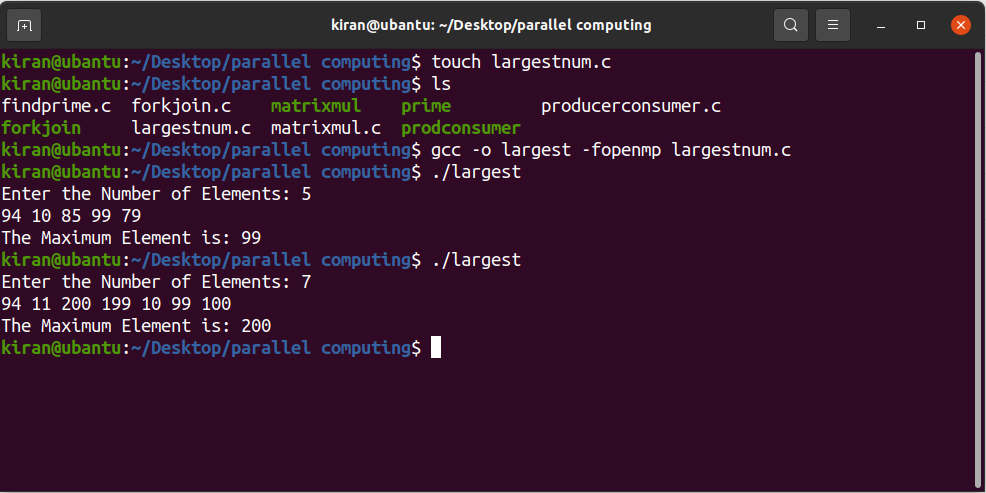 kiran@ubantu: ~/Desktop/parallel computing
kiran@ubantu:~/Desktop/parallel computing$ touch largestnum.c
kiran@ubantu:~/Desktop/parallel computing$ ls
findprime.c  forkjoin.c    matrixmul    prime         producerconsumer.c
forkjoin     largestnum.c  matrixmul.c  prodconsumer
kiran@ubantu:~/Desktop/parallel computing$ gcc -o largest -fopenmp largestnum.c
kiran@ubantu:~/Desktop/parallel computing$ ./largest
Enter the Number of Elements: 5
94 10 85 99 79
The Maximum Element is: 99
kiran@ubantu:~/Desktop/parallel computing$ ./largest
Enter the Number of Elements: 7
94 11 200 199 10 99 100
The Maximum Element is: 200
kiran@ubantu:~/Desktop/parallel computing$